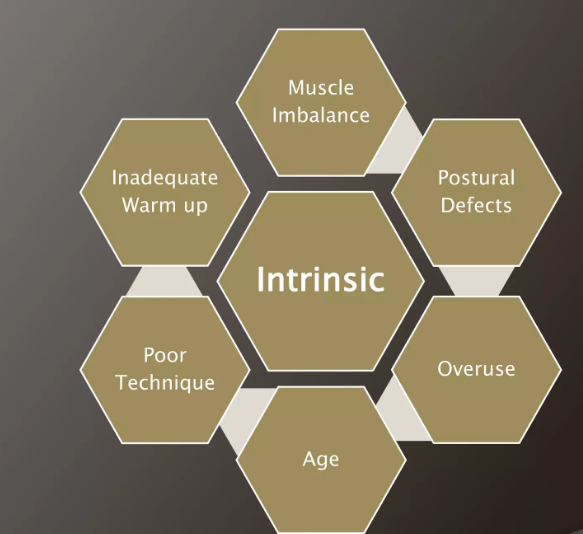 Muscle
Imbalance
Inadequate
Warm up
Postural
Defects
Intrinsic
Poor
Technique
Overuse
Age